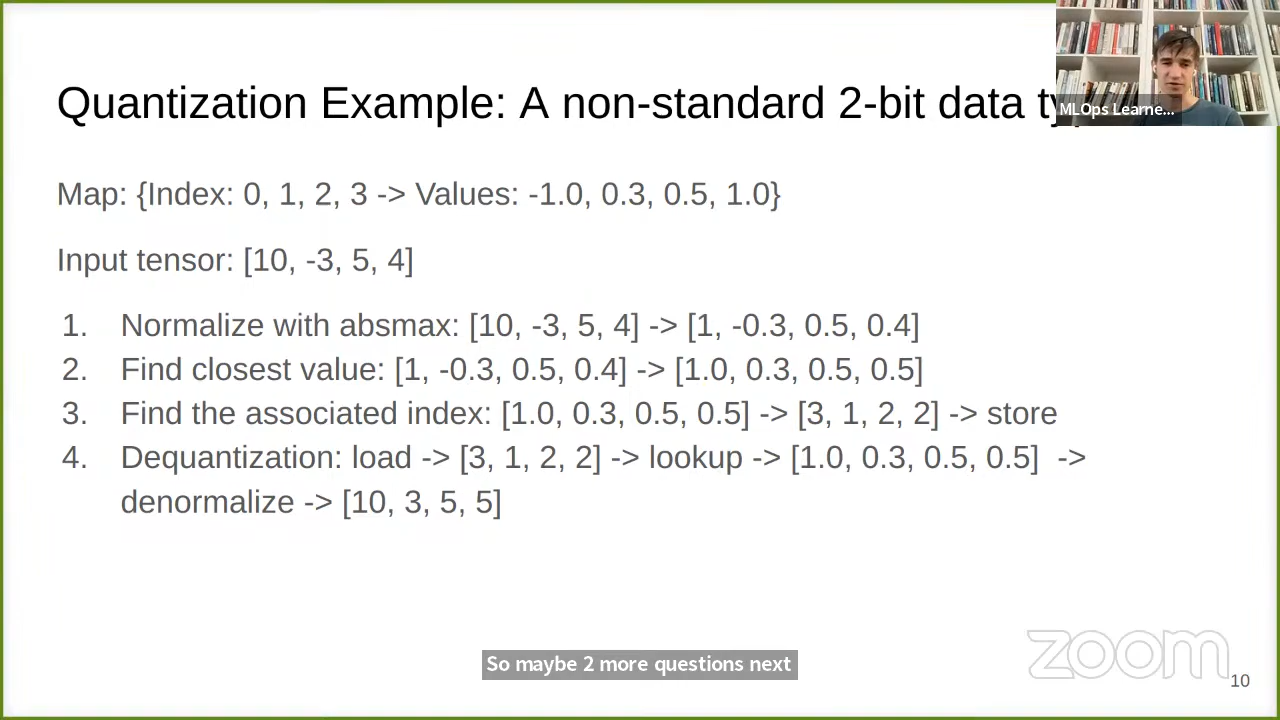 Quantization Example: A non-standard 2-bit data
MLOps Learne...
Map: {Index: 0, 1, 2, 3 -> Values: -1.0, 0.3, 0.5, 1.0}
Input tensor: [10, -3, 5, 4]
1. Normalize with absmax: [10, -3, 5, 4] -> [1, -0.3, 0.5, 0.4]
2. Find closest value: [1, -0.3, 0.5, 0.4] -> [1.0, 0.3, 0.5, 0.5]
3. Find the associated index: [1.0, 0.3, 0.5, 0.5] -> [3, 1, 2, 2] -> store
4. Dequantization: load -> [3, 1, 2, 2] -> lookup -> [1.0, 0.3, 0.5, 0.5] ->
denormalize -> [10, 3, 5, 5]
So maybe 2 more questions next
zoom
10